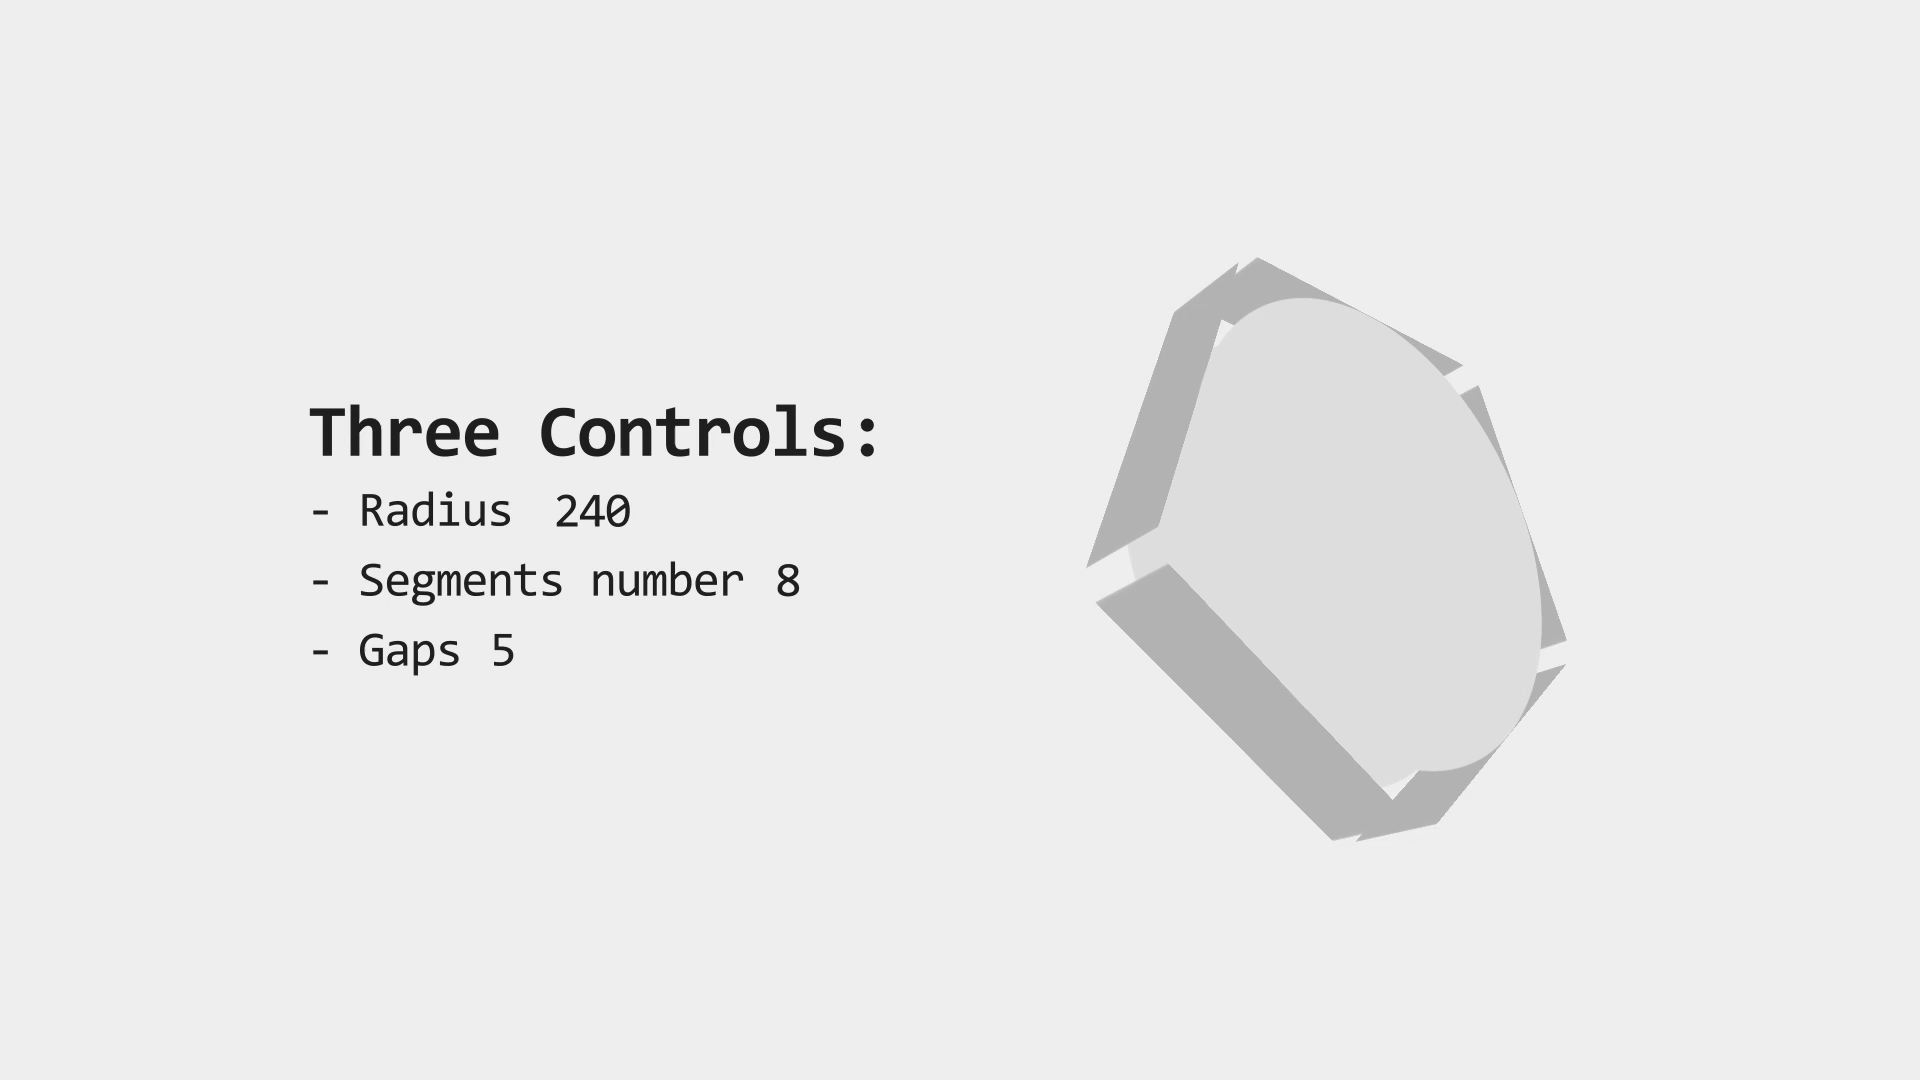 Three Controls:
- Radius 240
- Segments number 8
- Gaps 5